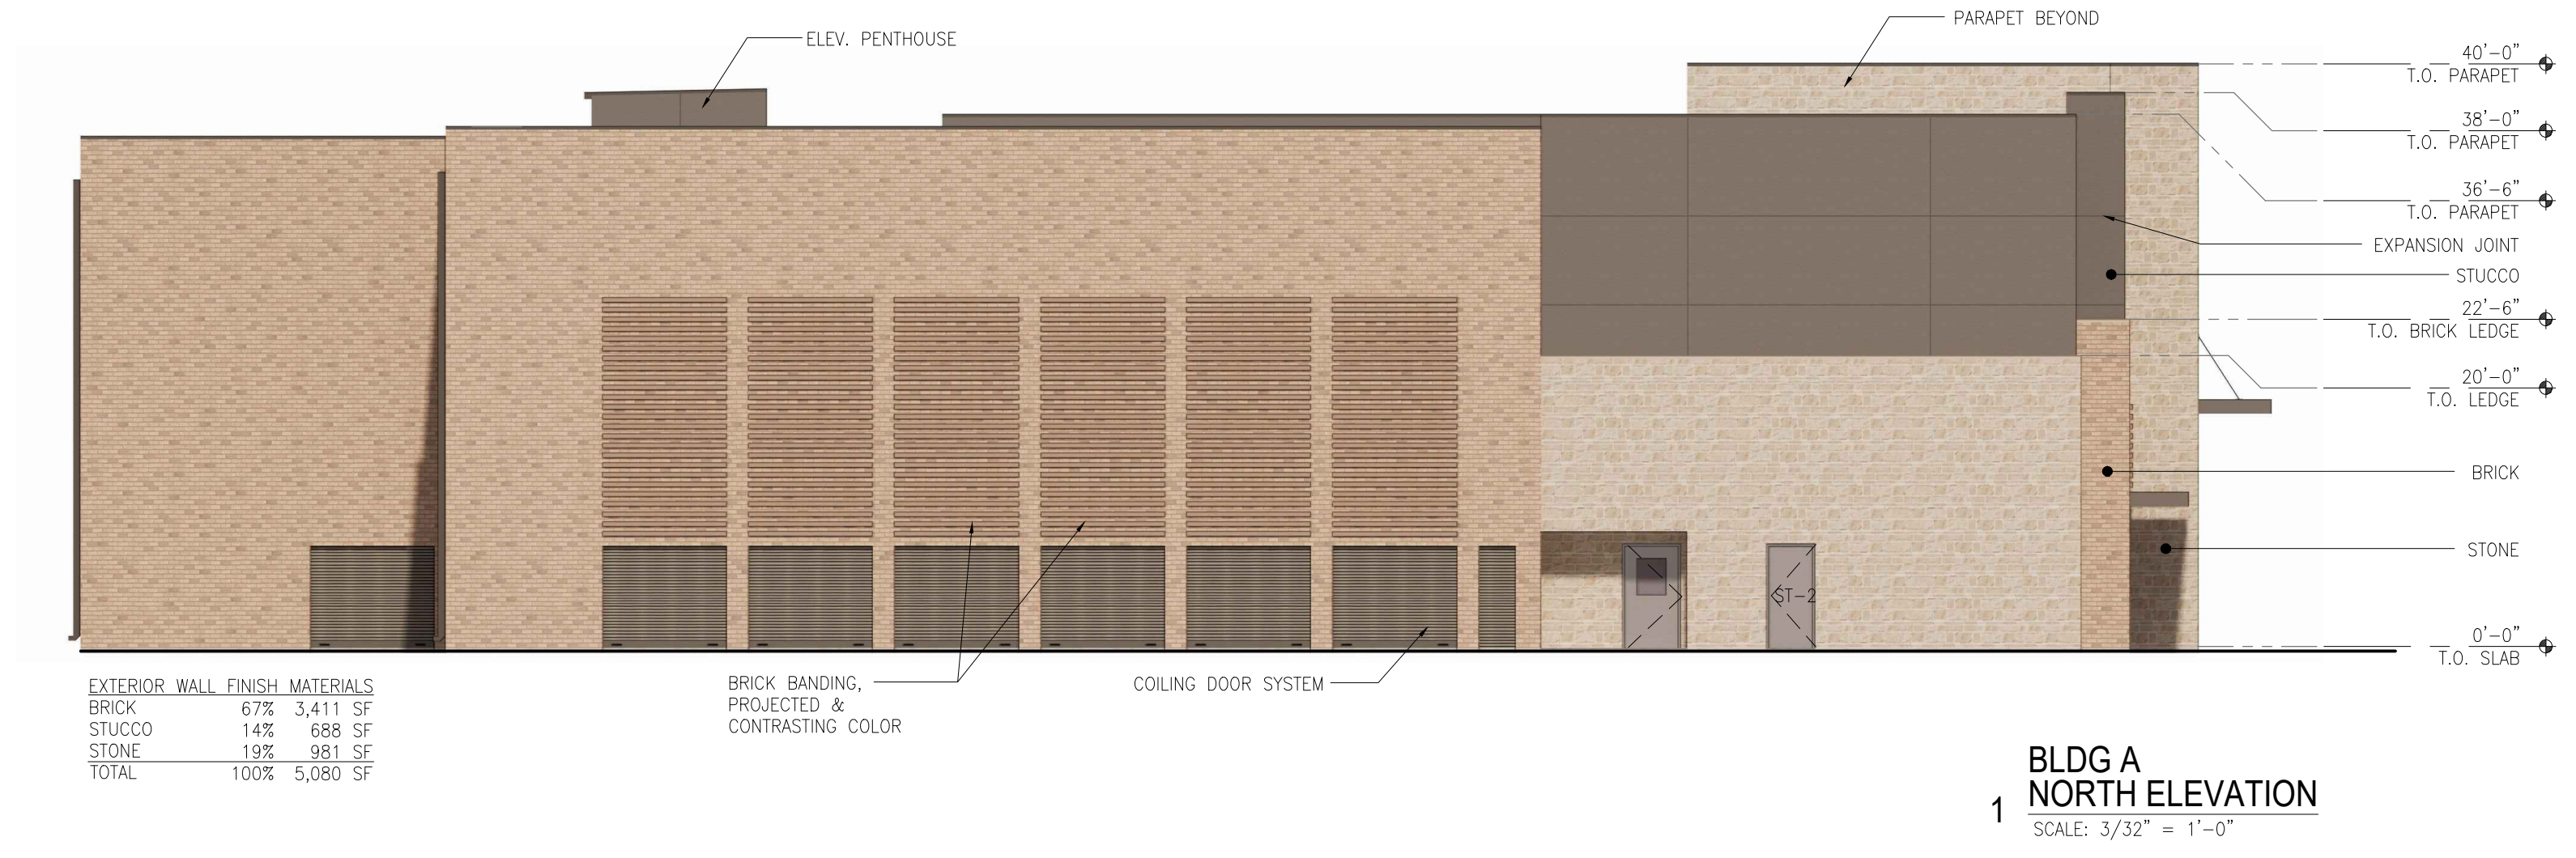 PARAPET BEYOND
ELEV. PENTHOUSE
40'-0"
T.O. PARAPET
38'-0"
T.O. PARAPET
36'-6"
T.O. PARAPET
EXPANSION JOINT
STUCCO
22'-6"
T.O. BRICK LEDGE
20'-0"
T.O. LEDGE
BRICK
STONE
ST-2
0'-0"
T.O. SLAB
EXTERIOR WALL FINISH MATERIALS
BRICK 67% 3,411 SF
STUCCO 14% 688 SF
STONE 19% 981 SF
TOTAL 100% 5,080 SF
BRICK BANDING,
PROJECTED &
CONTRASTING COLOR
COILING DOOR SYSTEM
BLDG A
1 NORTH ELEVATION
SCALE: 3/32" = 1'-0"